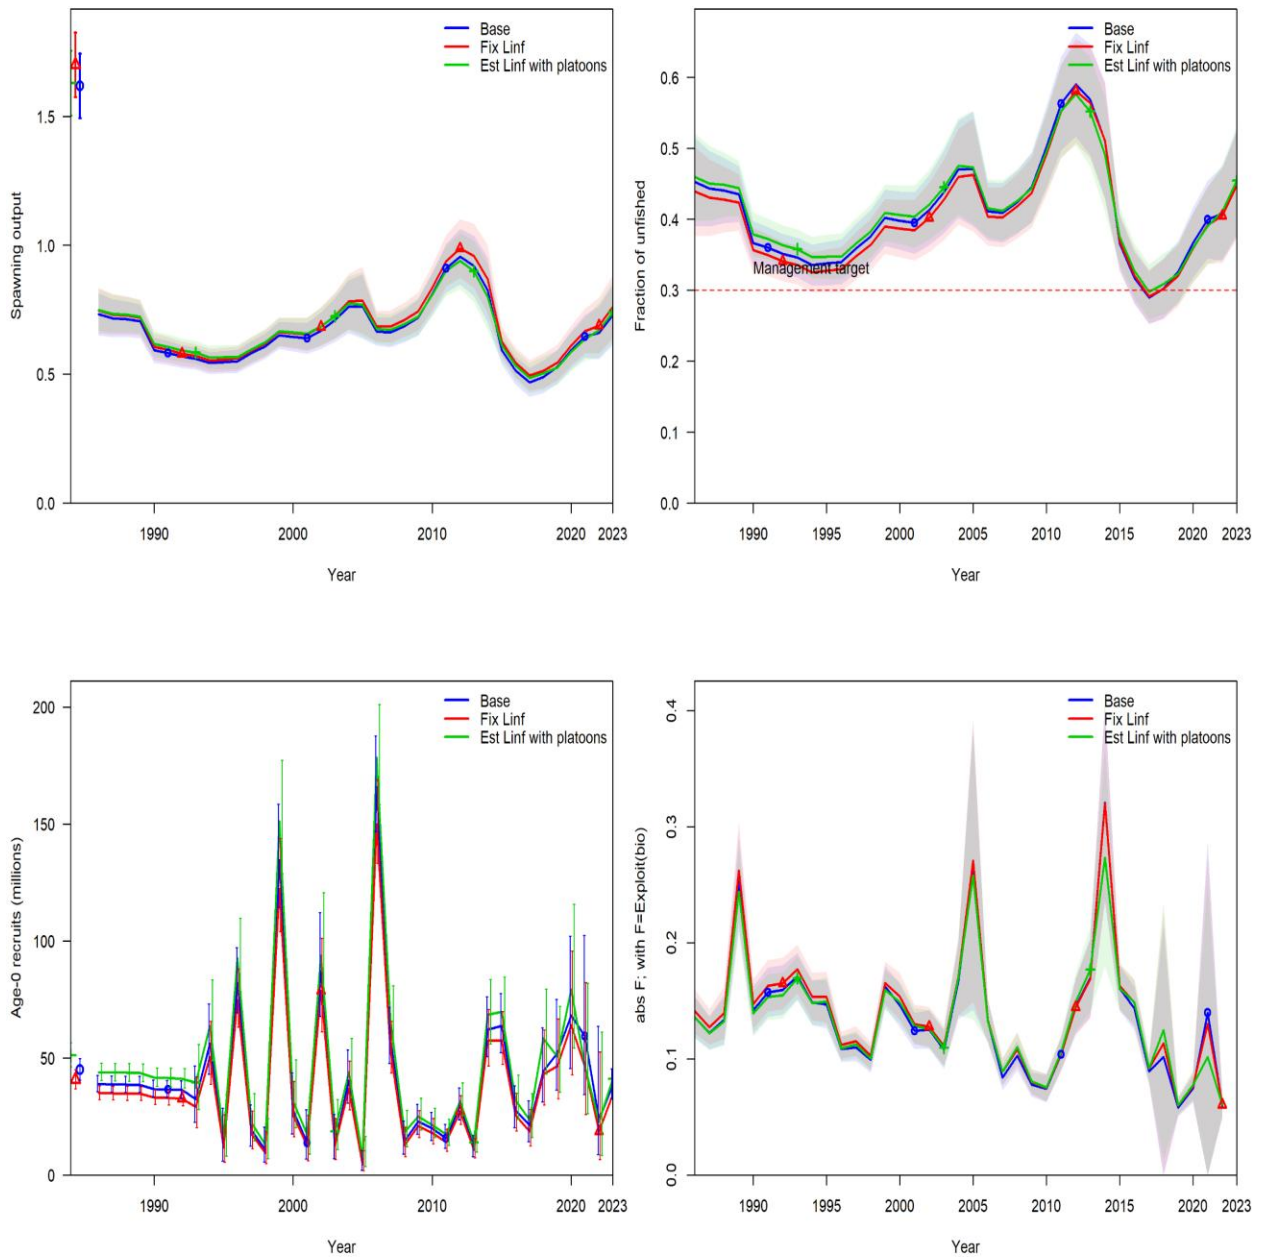 Spawning output
1.5
1.0
0.5
0.0
Base
Fix Linf
Est Linf with platoons
1990
2000
2010
2020
2023
Year
Fraction of unfished
0.6
0.5
0.4
0.3
0.2
0.1
0.0
Base
Fix Linf
Est Linf with platoons
Management target
1990
1995
2000
2005
2010
2015
2020
2023
Year
Age-0 recruits (millions)
200
150
100
50
0
Base
Fix Linf
Est Linf with platoons
1990
2000
2010
2020
2023
Year
abs F; with F=Exploit(bio)
0.4
0.3
0.2
0.1
0.0
Base
Fix Linf
Est Linf with platoons
1990
1995
2000
2005
2010
2015
2020
2023
Year